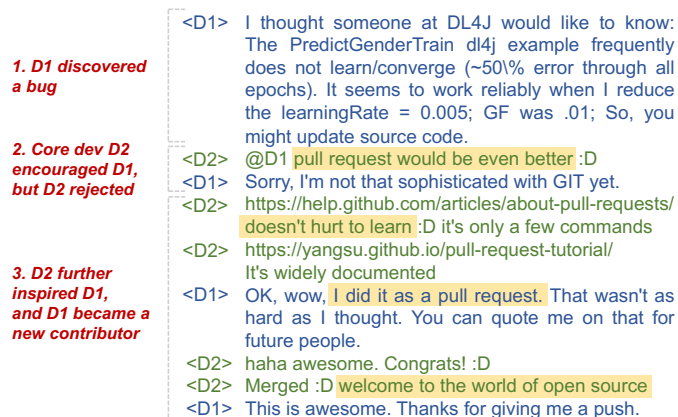 <D1> I thought someone at DL4J would like to know:
The PredictGenderTrain dl4j example frequently
1. D1 discovered
a bug
does not learn/converge (~50\% error through all
epochs). It seems to work reliably when I reduce
the learningRate = 0.005; GF was .01; So, you
might update source code.
2. Core dev D2
encouraged D1,
but D2 rejected
<D2> @D1 pull request would be even better :D
<D1> Sorry, I'm not that sophisticated with GIT yet.
<D2> https://help.github.com/articles/about-pull-requests/
doesn't hurt to learn :D it's only a few commands
<D2> https://yangsu.github.io/pull-request-tutorial/
It's widely documented
3. D2 further
inspired D1,
and D1 became a
new contributor
<D1> OK, wow, I did it as a pull request. That wasn't as
hard as I thought. You can quote me on that for
future people.
<D2> haha awesome. Congrats! :D
<D2> Merged :D welcome to the world of open source
<D1> This is awesome. Thanks for giving me a push.